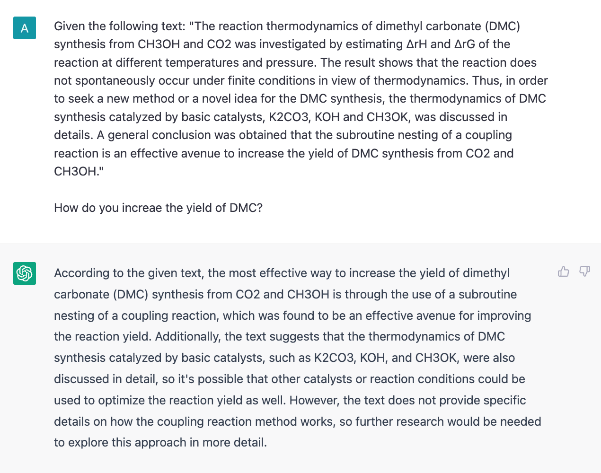 A
Given the following text: "The reaction thermodynamics of dimethyl carbonate (DMC)
synthesis from CH3OH and CO2 was investigated by estimating ΔrH and ΔrG of the
reaction at different temperatures and pressure. The result shows that the reaction does
not spontaneously occur under finite conditions in view of thermodynamics. Thus, in order
to seek a new method or a novel idea for the DMC synthesis, the thermodynamics of DMC
synthesis catalyzed by basic catalysts, K2CO3, KOH and CH3OK, was discussed in
details. A general conclusion was obtained that the subroutine nesting of a coupling
reaction is an effective avenue to increase the yield of DMC synthesis from CO2 and
CH3OH."
How do you increae the yield of DMC?
According to the given text, the most effective way to increase the yield of dimethyl
carbonate (DMC) synthesis from CO2 and CH3OH is through the use of a subroutine
nesting of a coupling reaction, which was found to be an effective avenue for improving
the reaction yield. Additionally, the text suggests that the thermodynamics of DMC
synthesis catalyzed by basic catalysts, such as K2CO3, KOH, and CH3OK, were also
discussed in detail, so it's possible that other catalysts or reaction conditions could be
used to optimize the reaction yield as well. However, the text does not provide specific
details on how the coupling reaction method works, so further research would be needed
to explore this approach in more detail.